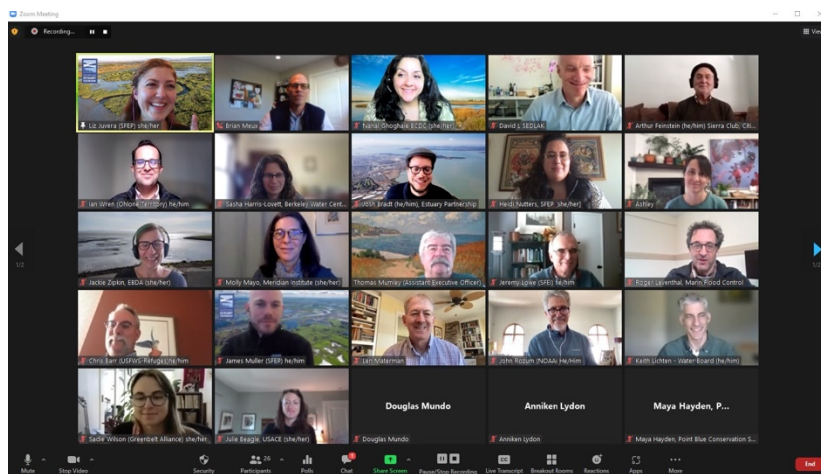 Zoom Meeting
Recording...
View
Liz Juvera (SFEP) she/her
Brian Meux
Nahal Ghoghaie BCDC (she/her)
David L SEDLAK
Arthur Feinstein (he/him) Sierra Club, CRI...
Ian Wren (Ohlone Territory) he/him
Sasha Harris-Lovett, Berkeley Water Cent...
Josh Bradt (he/him), Estuary Partnership
Heidi Nutters, SFEP she/her)
Ashley
Jackie Zipkin, EBDA (she/her)
Molly Mayo, Meridian Institute (she/her)
Thomas Mumley (Assistant Executive Officer)
Jeremy Lowe (SFEI) he/him
Roger Leventhal, Marin Flood Control
1/2
1/2
Chris Barr (USFWS-Refuges)he/him
James Muller (SFEP) he/him
Len Materman
John Rozum (NOAA) He/Him
Keith Lichten - Water Board (he/him)
Sadie Wilson (Greenbelt Alliance) she/her
Julie Beagle, USACE (she/her)
Douglas Mundo
Anniken Lydon
Maya Hayden, P...
Douglas Mundo
Anniken Lydon
Maya Hayden, Point Blue Conservation S...
Mute
Stop Video
Security
Participants
26
Polls
Chat
Share Screen
Pause/Stop Recording
Live Transcript
Breakout Rooms
Reactions
Apps
More
End